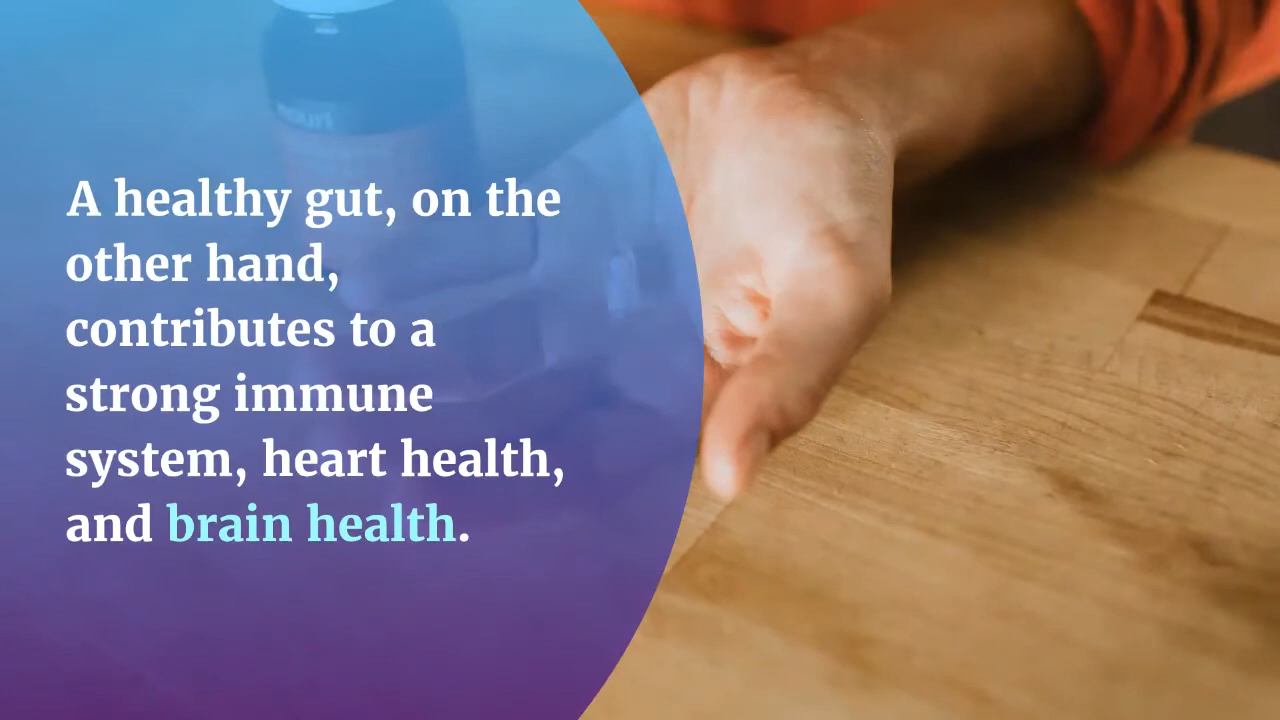 A healthy gut, on the
other hand,
contributes to a
strong immune
system, heart health,
and brain health.